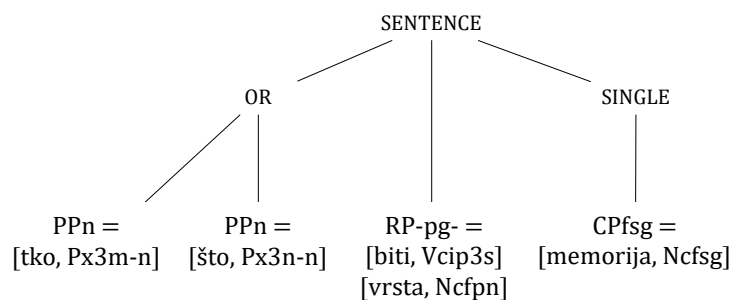 SENTENCE
OR SINGLE
PPn = PPn = RP-pg- = CPfsg =
[tko, Px3m-n] [što, Px3n-n] [biti, Vcip3s] [memorija, Ncfsg]
[vrsta, Ncfpn]